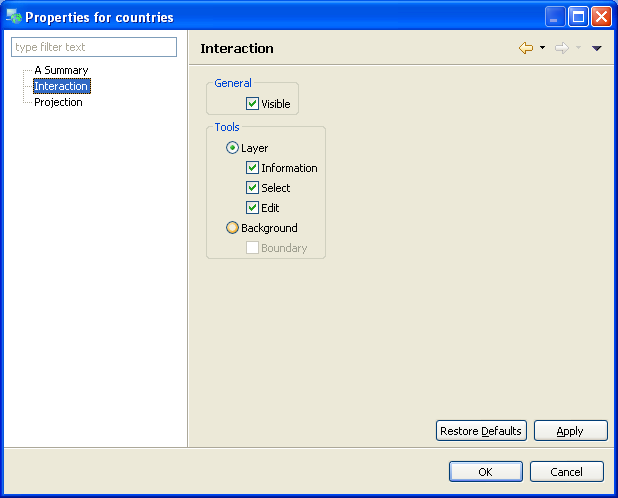 Properties for countries
type filter text
A Summary
Interaction
Projection
Interaction
General
Visible
Tools
Layer
Information
Select
Edit
Background
Boundary
Restore Defaults
Apply
OK
Cancel